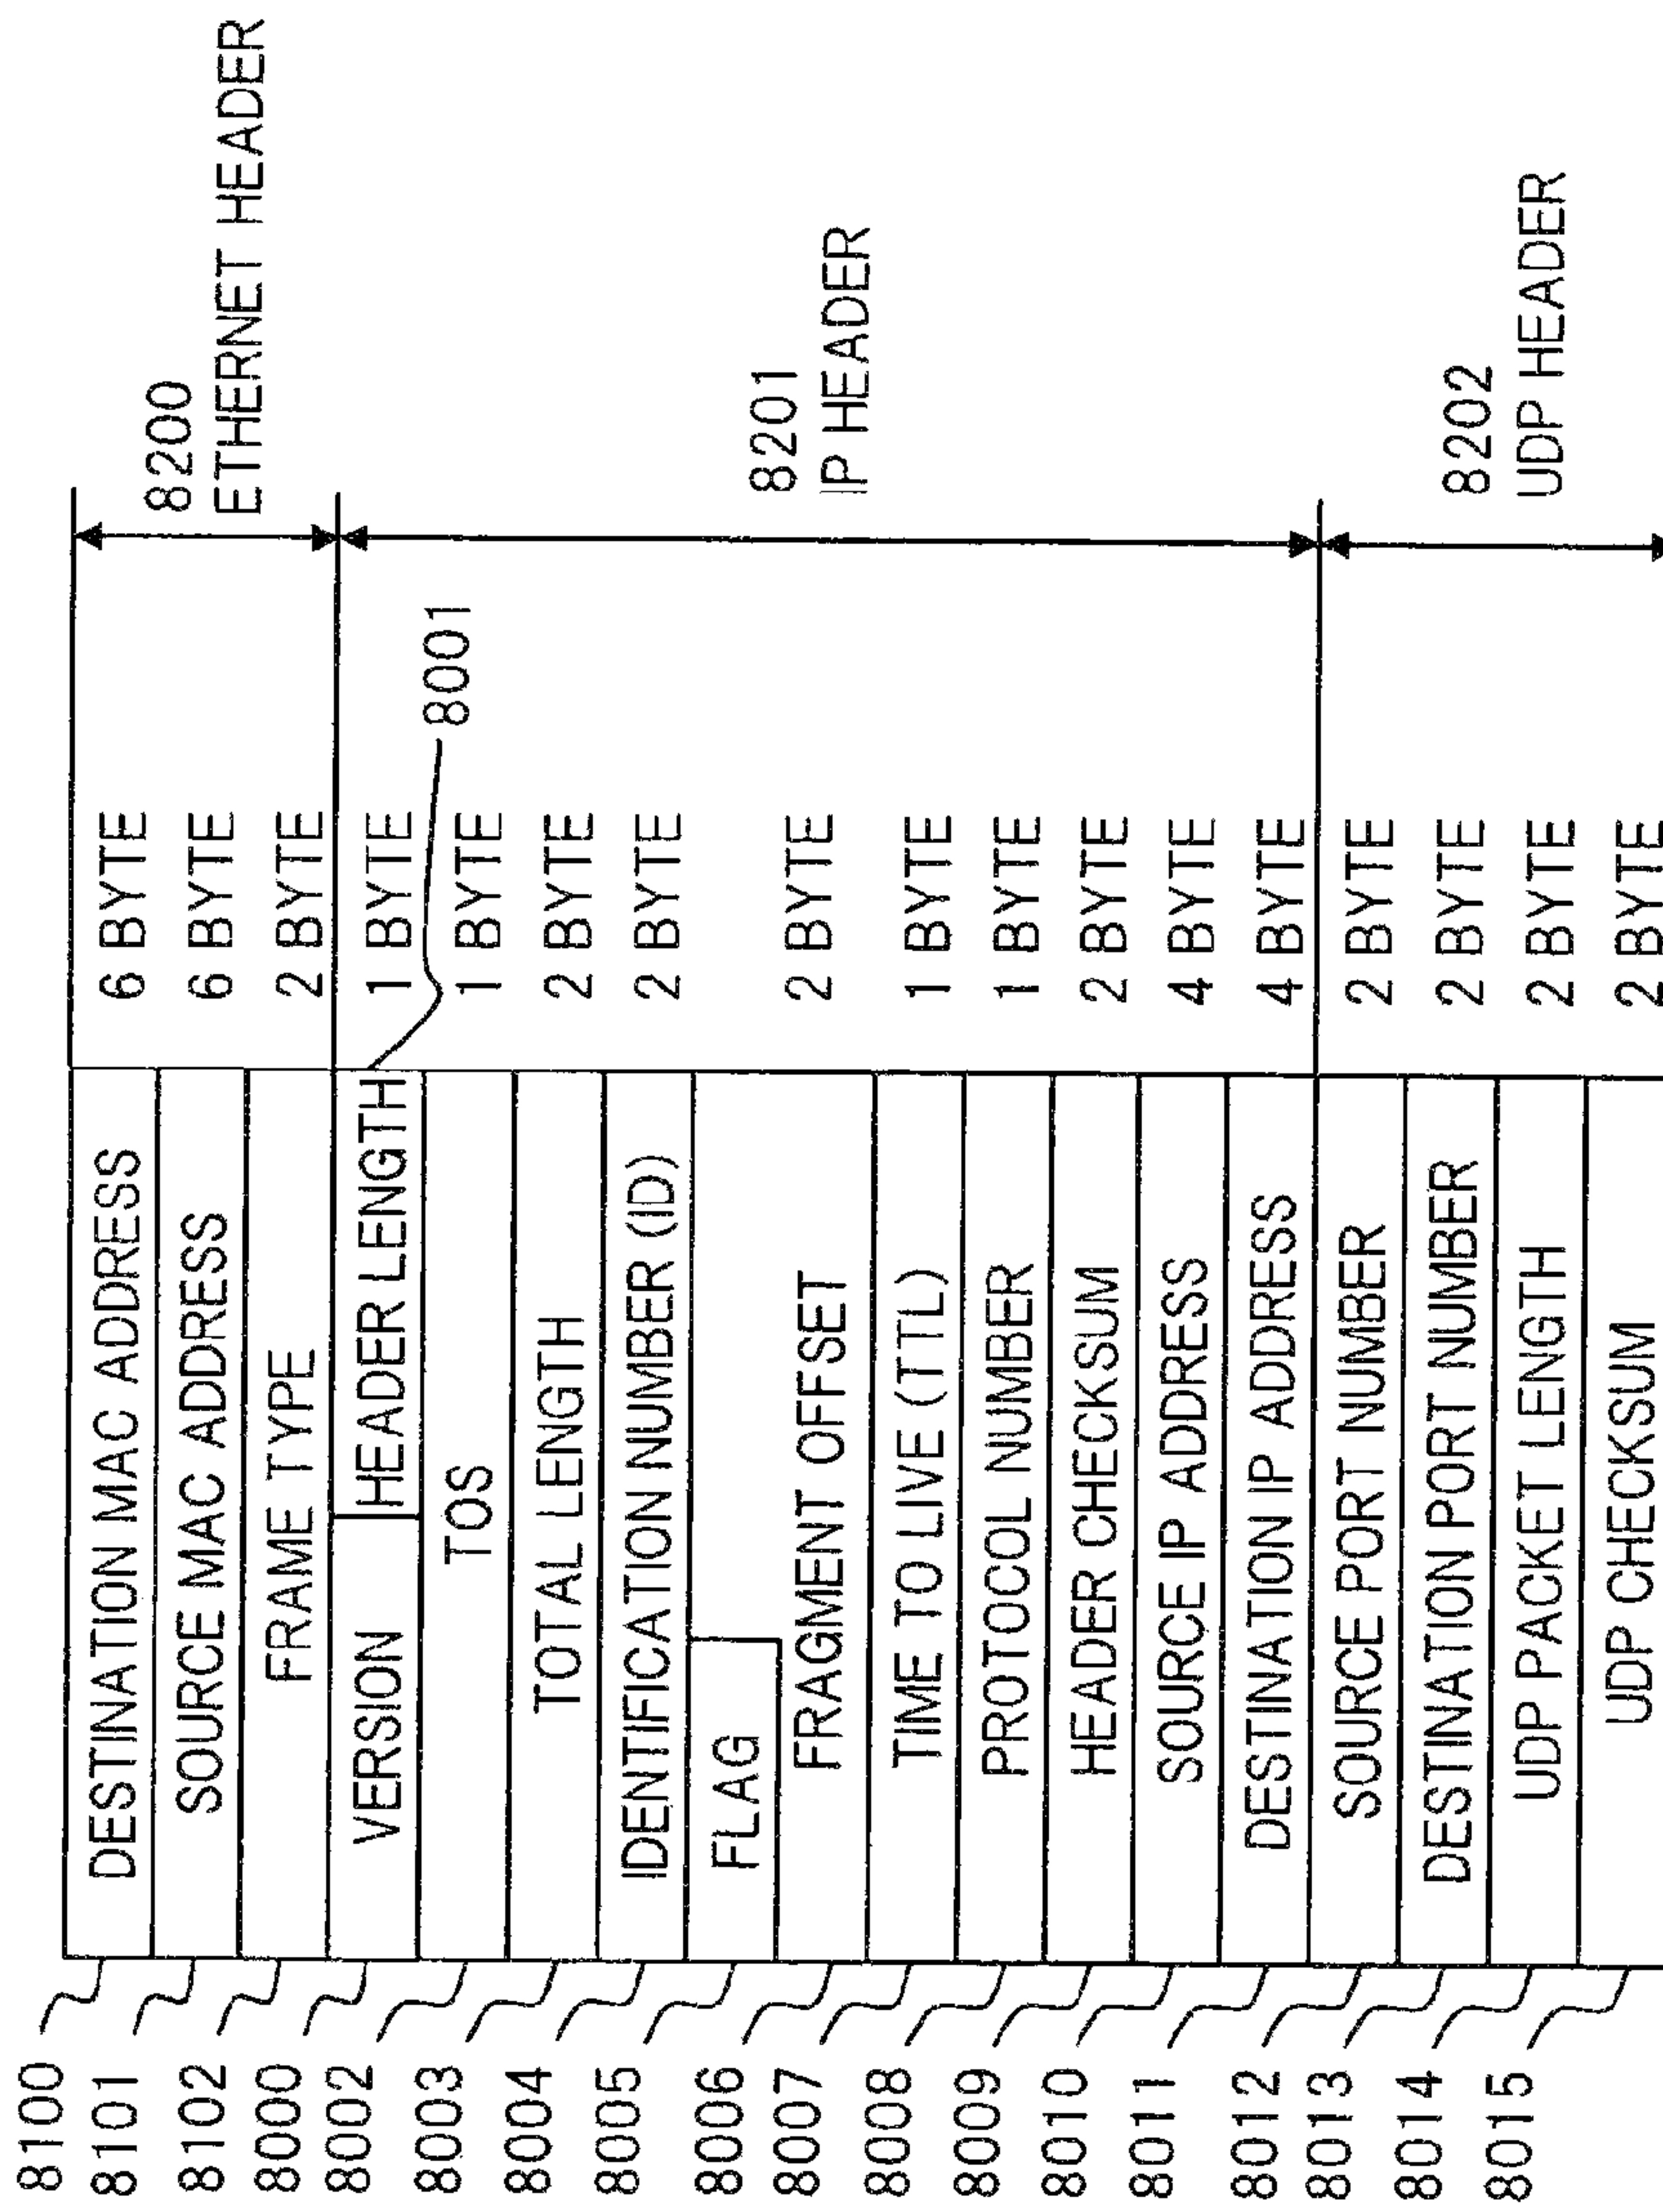 8100 DESTINATION MAC ADDRESS 6 BYTE
8101 SOURCE MAC ADDRESS 6 BYTE
8102 FRAME TYPE 2 BYTE
8200
ETHERNET HEADER
8000 VERSION HEADER LENGTH 1 BYTE
8001
8002 TOS 1 BYTE
8003 TOTAL LENGTH 2 BYTE
8004 IDENTIFICATION NUMBER (ID) 2 BYTE
8005 FLAG
8006 FRAGMENT OFFSET 2 BYTE
8007 TIME TO LIVE (TTL) 1 BYTE
8008 PROTOCOL NUMBER 1 BYTE
8009 HEADER CHECKSUM 2 BYTE
8010 SOURCE IP ADDRESS 4 BYTE
8011 DESTINATION IP ADDRESS 4 BYTE
8201
IP HEADER
8012 SOURCE PORT NUMBER 2 BYTE
8013 DESTINATION PORT NUMBER 2 BYTE
8014 UDP PACKET LENGTH 2 BYTE
8015 UDP CHECKSUM 2 BYTE
8202
UDP HEADER